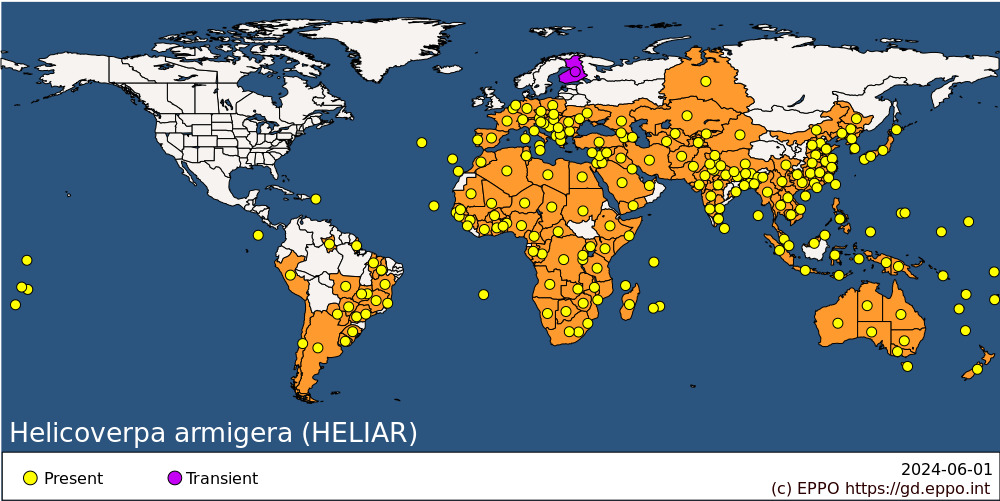 Helicoverpa armigera (HELIAR)
Present
Transient
2024-06-01
(c) EPPO https://gd.eppo.int